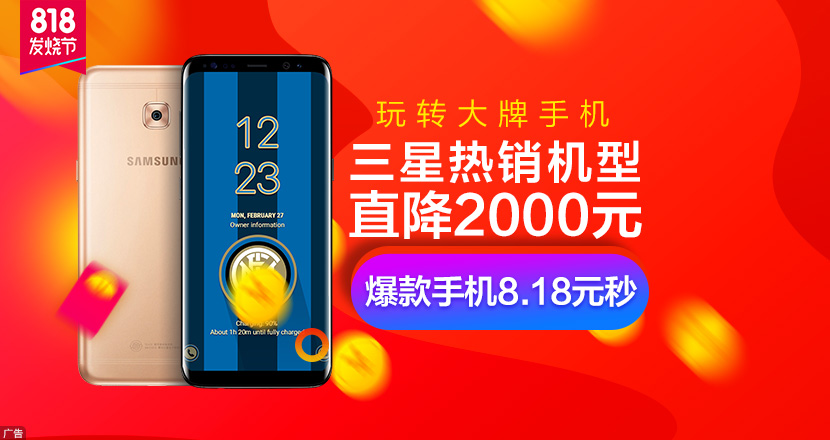 818
发烧节
玩转大牌手机
三星热销机型
直降2000元
爆款手机8.18元秒
SAMSUNG
12
23
MON, FEBRUARY 27
Owner information
Charging: 90%
About 1h 20m until fully charged
广告